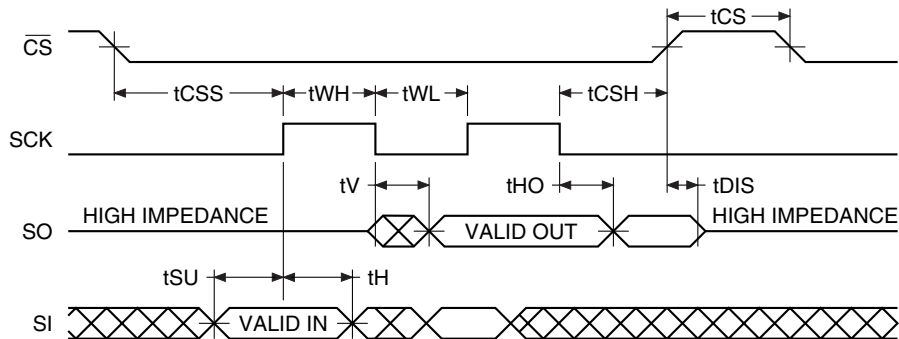 tCS
CS
tCSS tWH tWL tCSH
SCK
tV tHO tDIS
HIGH IMPEDANCE HIGH IMPEDANCE
SO VALID OUT
tSU tH
SI VALID IN